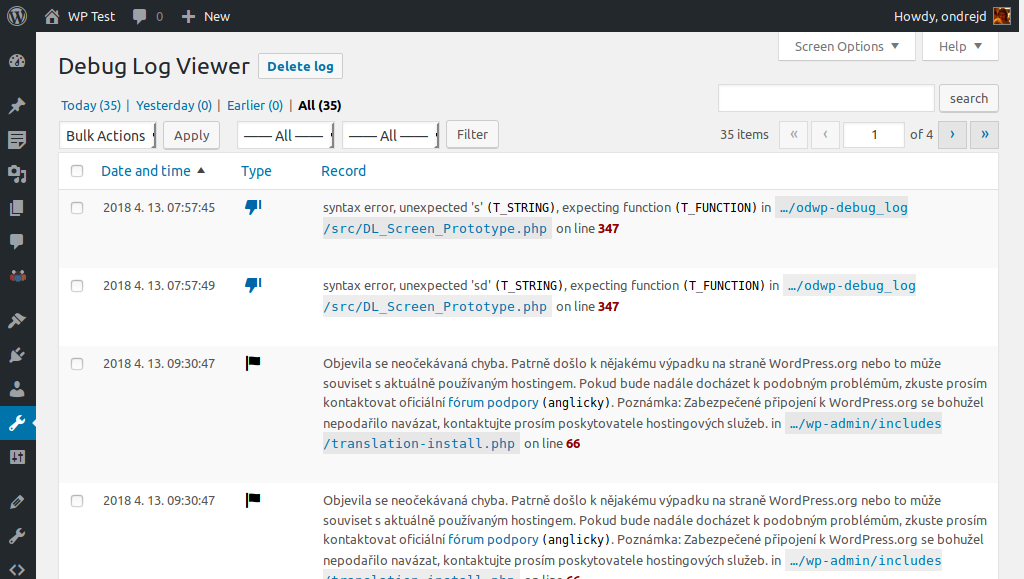 WP Test 0 New Howdy, ondrejd
Screen Options Help
Debug Log Viewer Delete log
Today (35) | Yesterday (0) | Earlier (0) | All (35)
search
Bulk Actions Apply —— All —— —— All —— Filter 35 items « ‹ 1 of 4 › »
Date and time Type Record
2018 4. 13. 07:57:45 syntax error, unexpected 's' (T_STRING), expecting function (T_FUNCTION) in …/odwp-debug_log
/src/DL_Screen_Prototype.php on line 347
2018 4. 13. 07:57:49 syntax error, unexpected 'sd' (T_STRING), expecting function (T_FUNCTION) in …/odwp-debug_log
/src/DL_Screen_Prototype.php on line 347
2018 4. 13. 09:30:47 Objevila se neočekávaná chyba. Patrně došlo k nějakému výpadku na straně WordPress.org nebo to může
souviset s aktuálně používaným hostingem. Pokud bude nadále docházet k podobným problémům, zkuste prosím
kontaktovat oficiální fórum podpory (anglicky). Poznámka: Zabezpečené připojení k WordPress.org se bohužel
nepodařilo navázat, kontaktujte prosím poskytovatele hostingových služeb. in …/wp-admin/includes
/translation-install.php on line 66
2018 4. 13. 09:30:47 Objevila se neočekávaná chyba. Patrně došlo k nějakému výpadku na straně WordPress.org nebo to může
souviset s aktuálně používaným hostingem. Pokud bude nadále docházet k podobným problémům, zkuste prosím
kontaktovat oficiální fórum podpory (anglicky). Poznámka: Zabezpečené připojení k WordPress.org se bohužel
nepodařilo navázat, kontaktujte prosím poskytovatele hostingových služeb. in …/wp-admin/includes
/translation-install.php on line 66